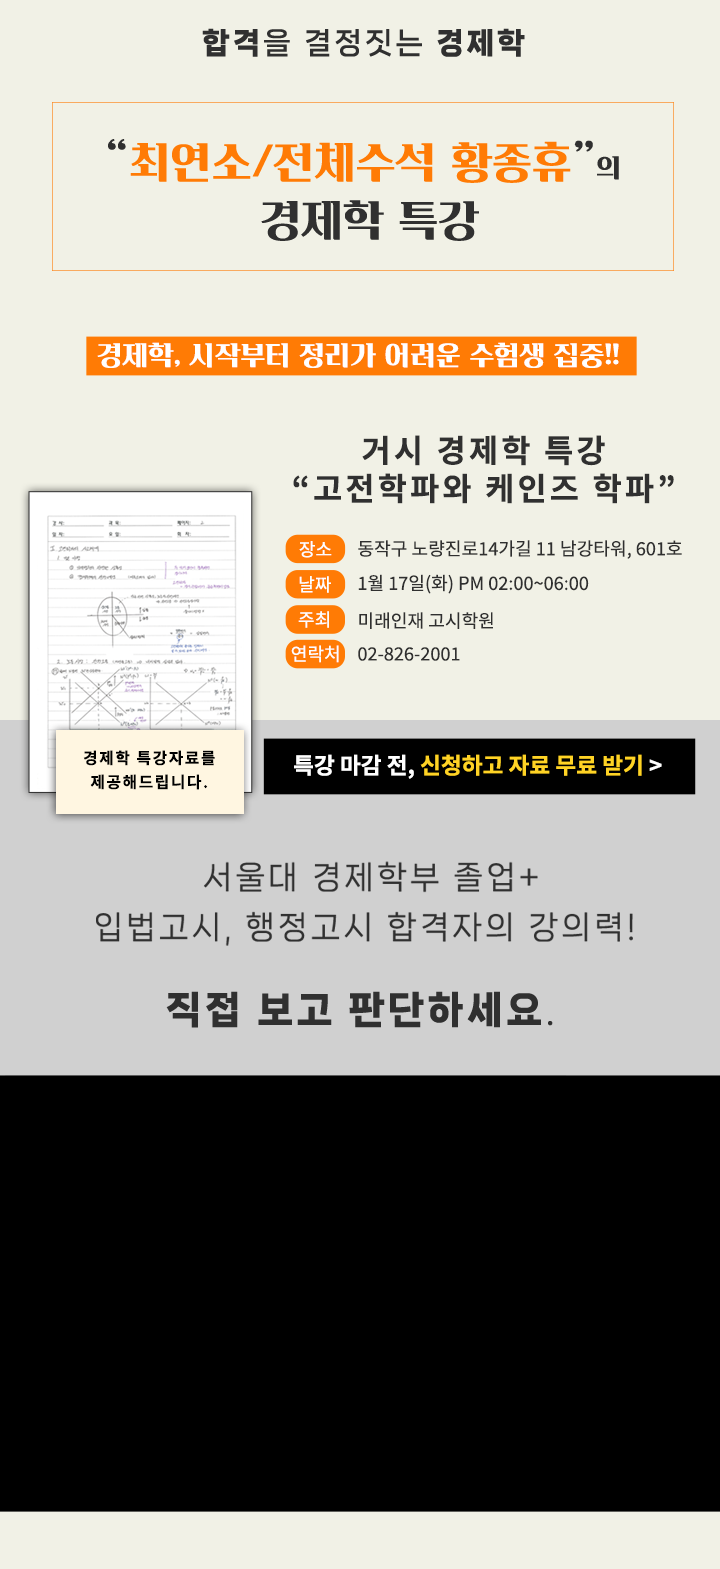 합격을 결정짓는 경제학
“최연소/전체수석 황종휴”의
경제학 특강
경제학, 시작부터 정리가 어려운 수험생 집중!!
거시 경제학 특강
“고전학파와 케인즈 학파”
장소 동작구 노량진로14가길 11 남강타워, 601호
날짜 1월 17일(화) PM 02:00~06:00
주최 미래인재 고시학원
연락처 02-826-2001
경제학 특강자료를
제공해드립니다.
특강 마감 전, 신청하고 자료 무료 받기 >
서울대 경제학부 졸업+
입법고시, 행정고시 합격자의 강의력!
직접 보고 판단하세요.